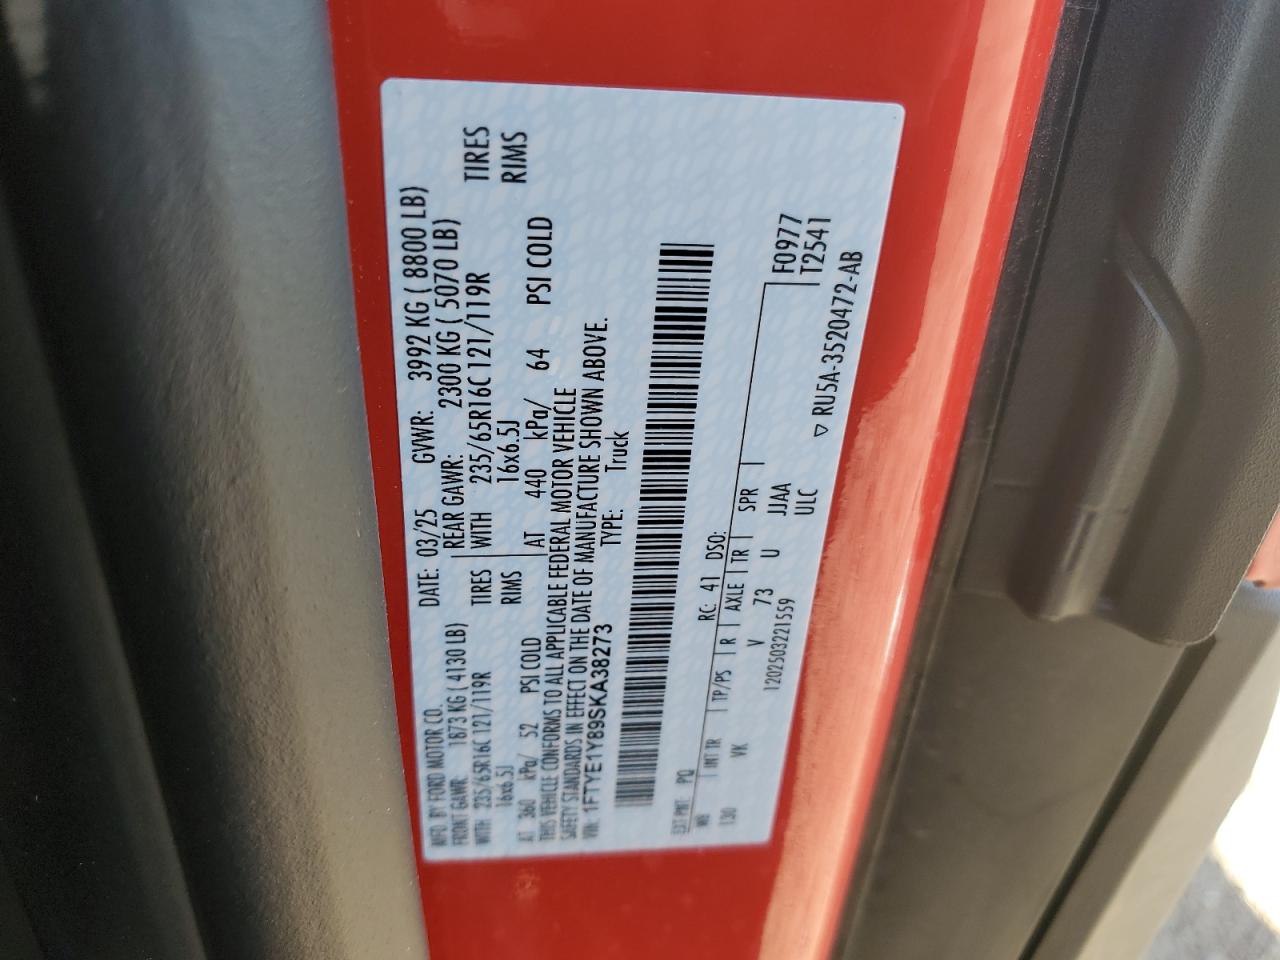 MFD. BY FORD MOTOR CO. DATE: 03/25 GVWR: 3992 KG ( 8800 LB)
FRONT GAWR: 1873 KG ( 4130 LB) REAR GAWR: 2300 KG ( 5070 LB)
WITH 235/65R16C 121/119R TIRES WITH 235/65R16C 121/119R TIRES
16x6.5J RIMS 16x6.5J RIMS
AT 360 kPa/ 52 PSI COLD AT 440 kPa/ 64 PSI COLD
THIS VEHICLE CONFORMS TO ALL APPLICABLE FEDERAL MOTOR VEHICLE
SAFETY STANDARDS IN EFFECT ON THE DATE OF MANUFACTURE SHOWN ABOVE.
VIN: 1FTYE1Y89SKA38273 TYPE: Truck
EXT PNT: PQ RC: 41 DSO:
WB INT TR TP/PS R AXLE TR SPR F0977
130 VK V 73 U JJAA T2541
1202503221559 ULC
▽ RU5A-3520472-AB